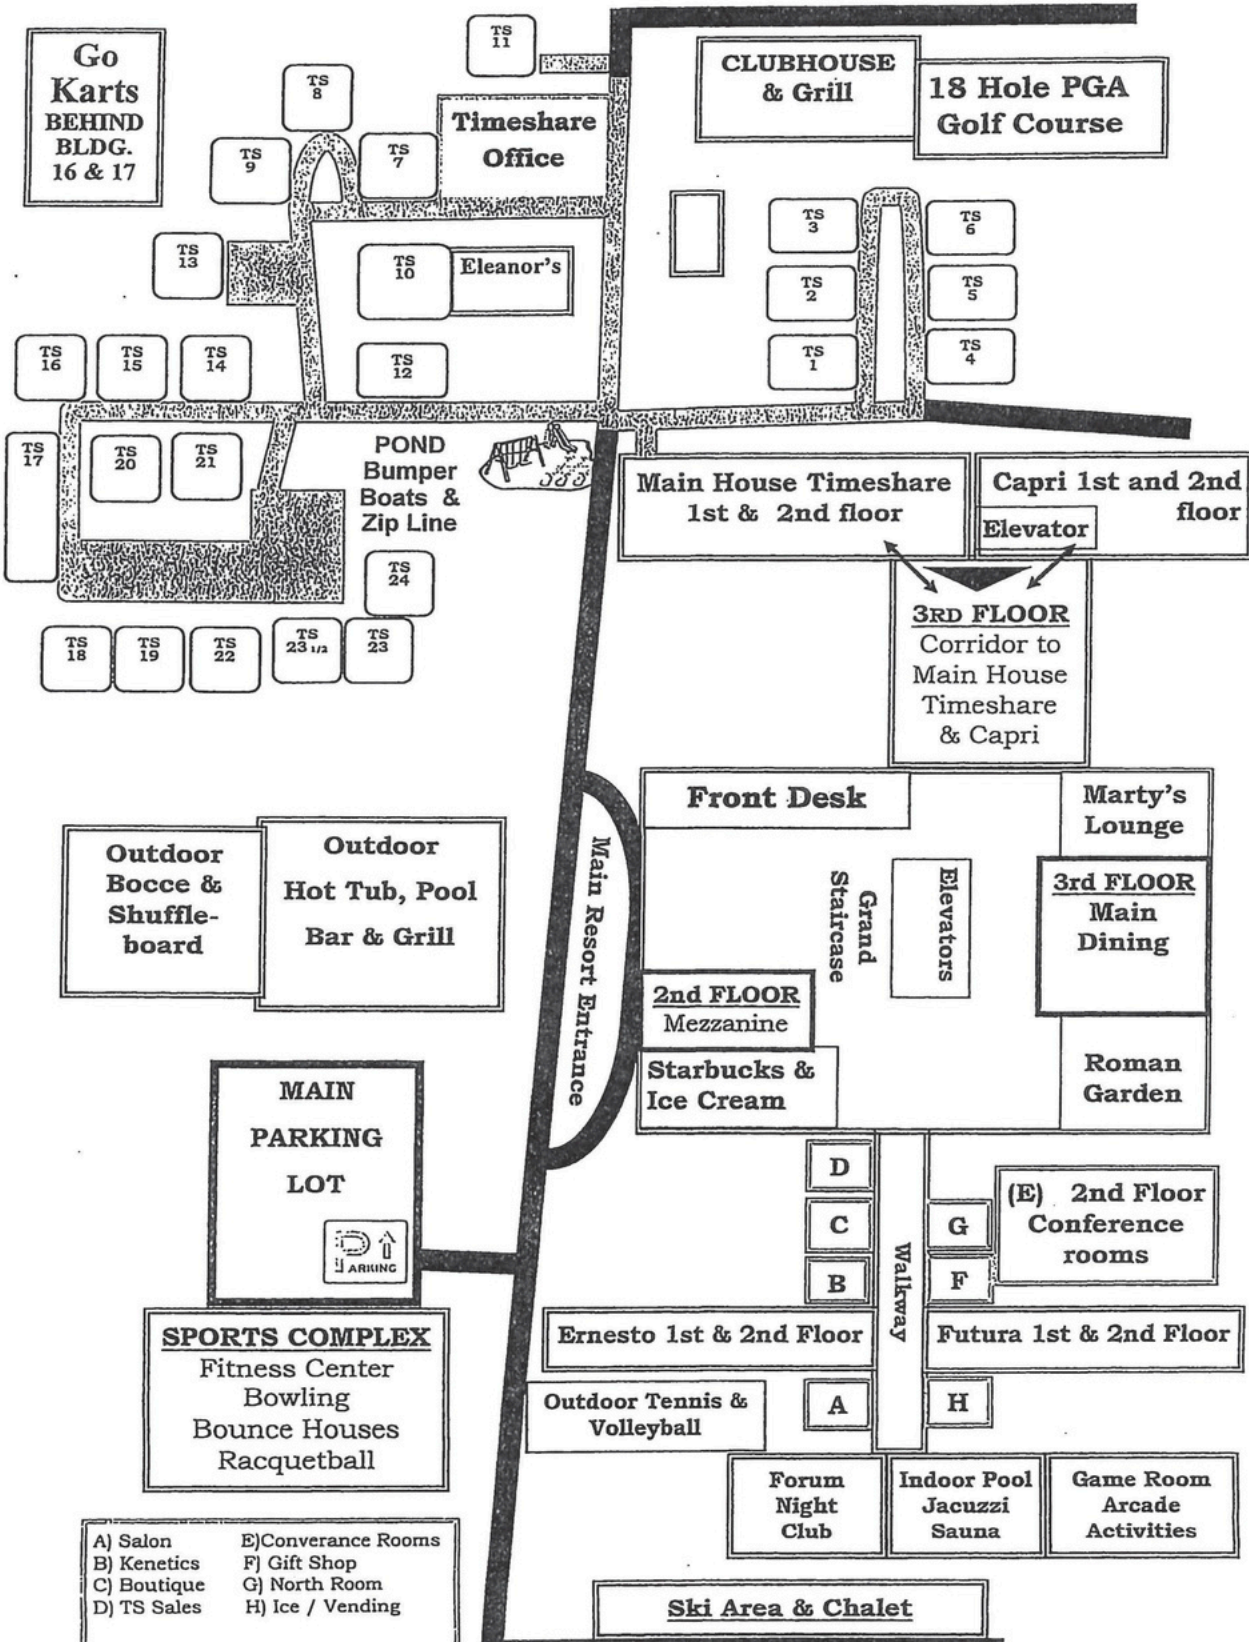 Go
Karts
BEHIND
BLDG.
16 & 17
TS
11
TS
8
TS
9
TS
7
Timeshare
Office
CLUBHOUSE
& Grill
18 Hole PGA
Golf Course
TS
13
TS
10
Eleanor's
TS
3
TS
6
TS
2
TS
5
TS
1
TS
4
TS
16
TS
15
TS
14
TS
12
TS
17
TS
20
TS
21
POND
Bumper
Boats &
Zip Line
Main House Timeshare
1st & 2nd floor
Capri 1st and 2nd
floor
Elevator
TS
24
TS
18
TS
19
TS
22
TS
23 1/2
TS
23
3RD FLOOR
Corridor to
Main House
Timeshare
& Capri
Front Desk
Marty's
Lounge
Outdoor
Bocce &
Shuffle-
board
Outdoor
Hot Tub, Pool
Bar & Grill
Main Resort Entrance
Grand
Staircase
Elevators
3rd FLOOR
Main
Dining
2nd FLOOR
Mezzanine
Starbucks &
Ice Cream
Roman
Garden
MAIN
PARKING
LOT
ARKING
D
C
B
Walkway
G
F
(E) 2nd Floor
Conference
rooms
SPORTS COMPLEX
Fitness Center
Bowling
Bounce Houses
Racquetball
Ernesto 1st & 2nd Floor
Futura 1st & 2nd Floor
Outdoor Tennis &
Volleyball
A
H
Forum
Night
Club
Indoor Pool
Jacuzzi
Sauna
Game Room
Arcade
Activities
A) Salon E)Converance Rooms
B) Kenetics F) Gift Shop
C) Boutique G) North Room
D) TS Sales H) Ice / Vending
Ski Area & Chalet